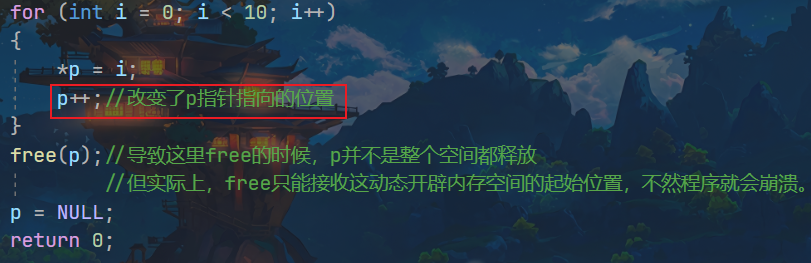 for (int i = 0; i < 10; i++)
{
*p = i;
p++;//改变了p指针指向的位置
}
free(p);//导致这里free的时候，p并不是整个空间都释放
//但实际上，free只能接收这动态开辟内存空间的起始位置，不然程序就会崩溃。
p = NULL;
return 0;